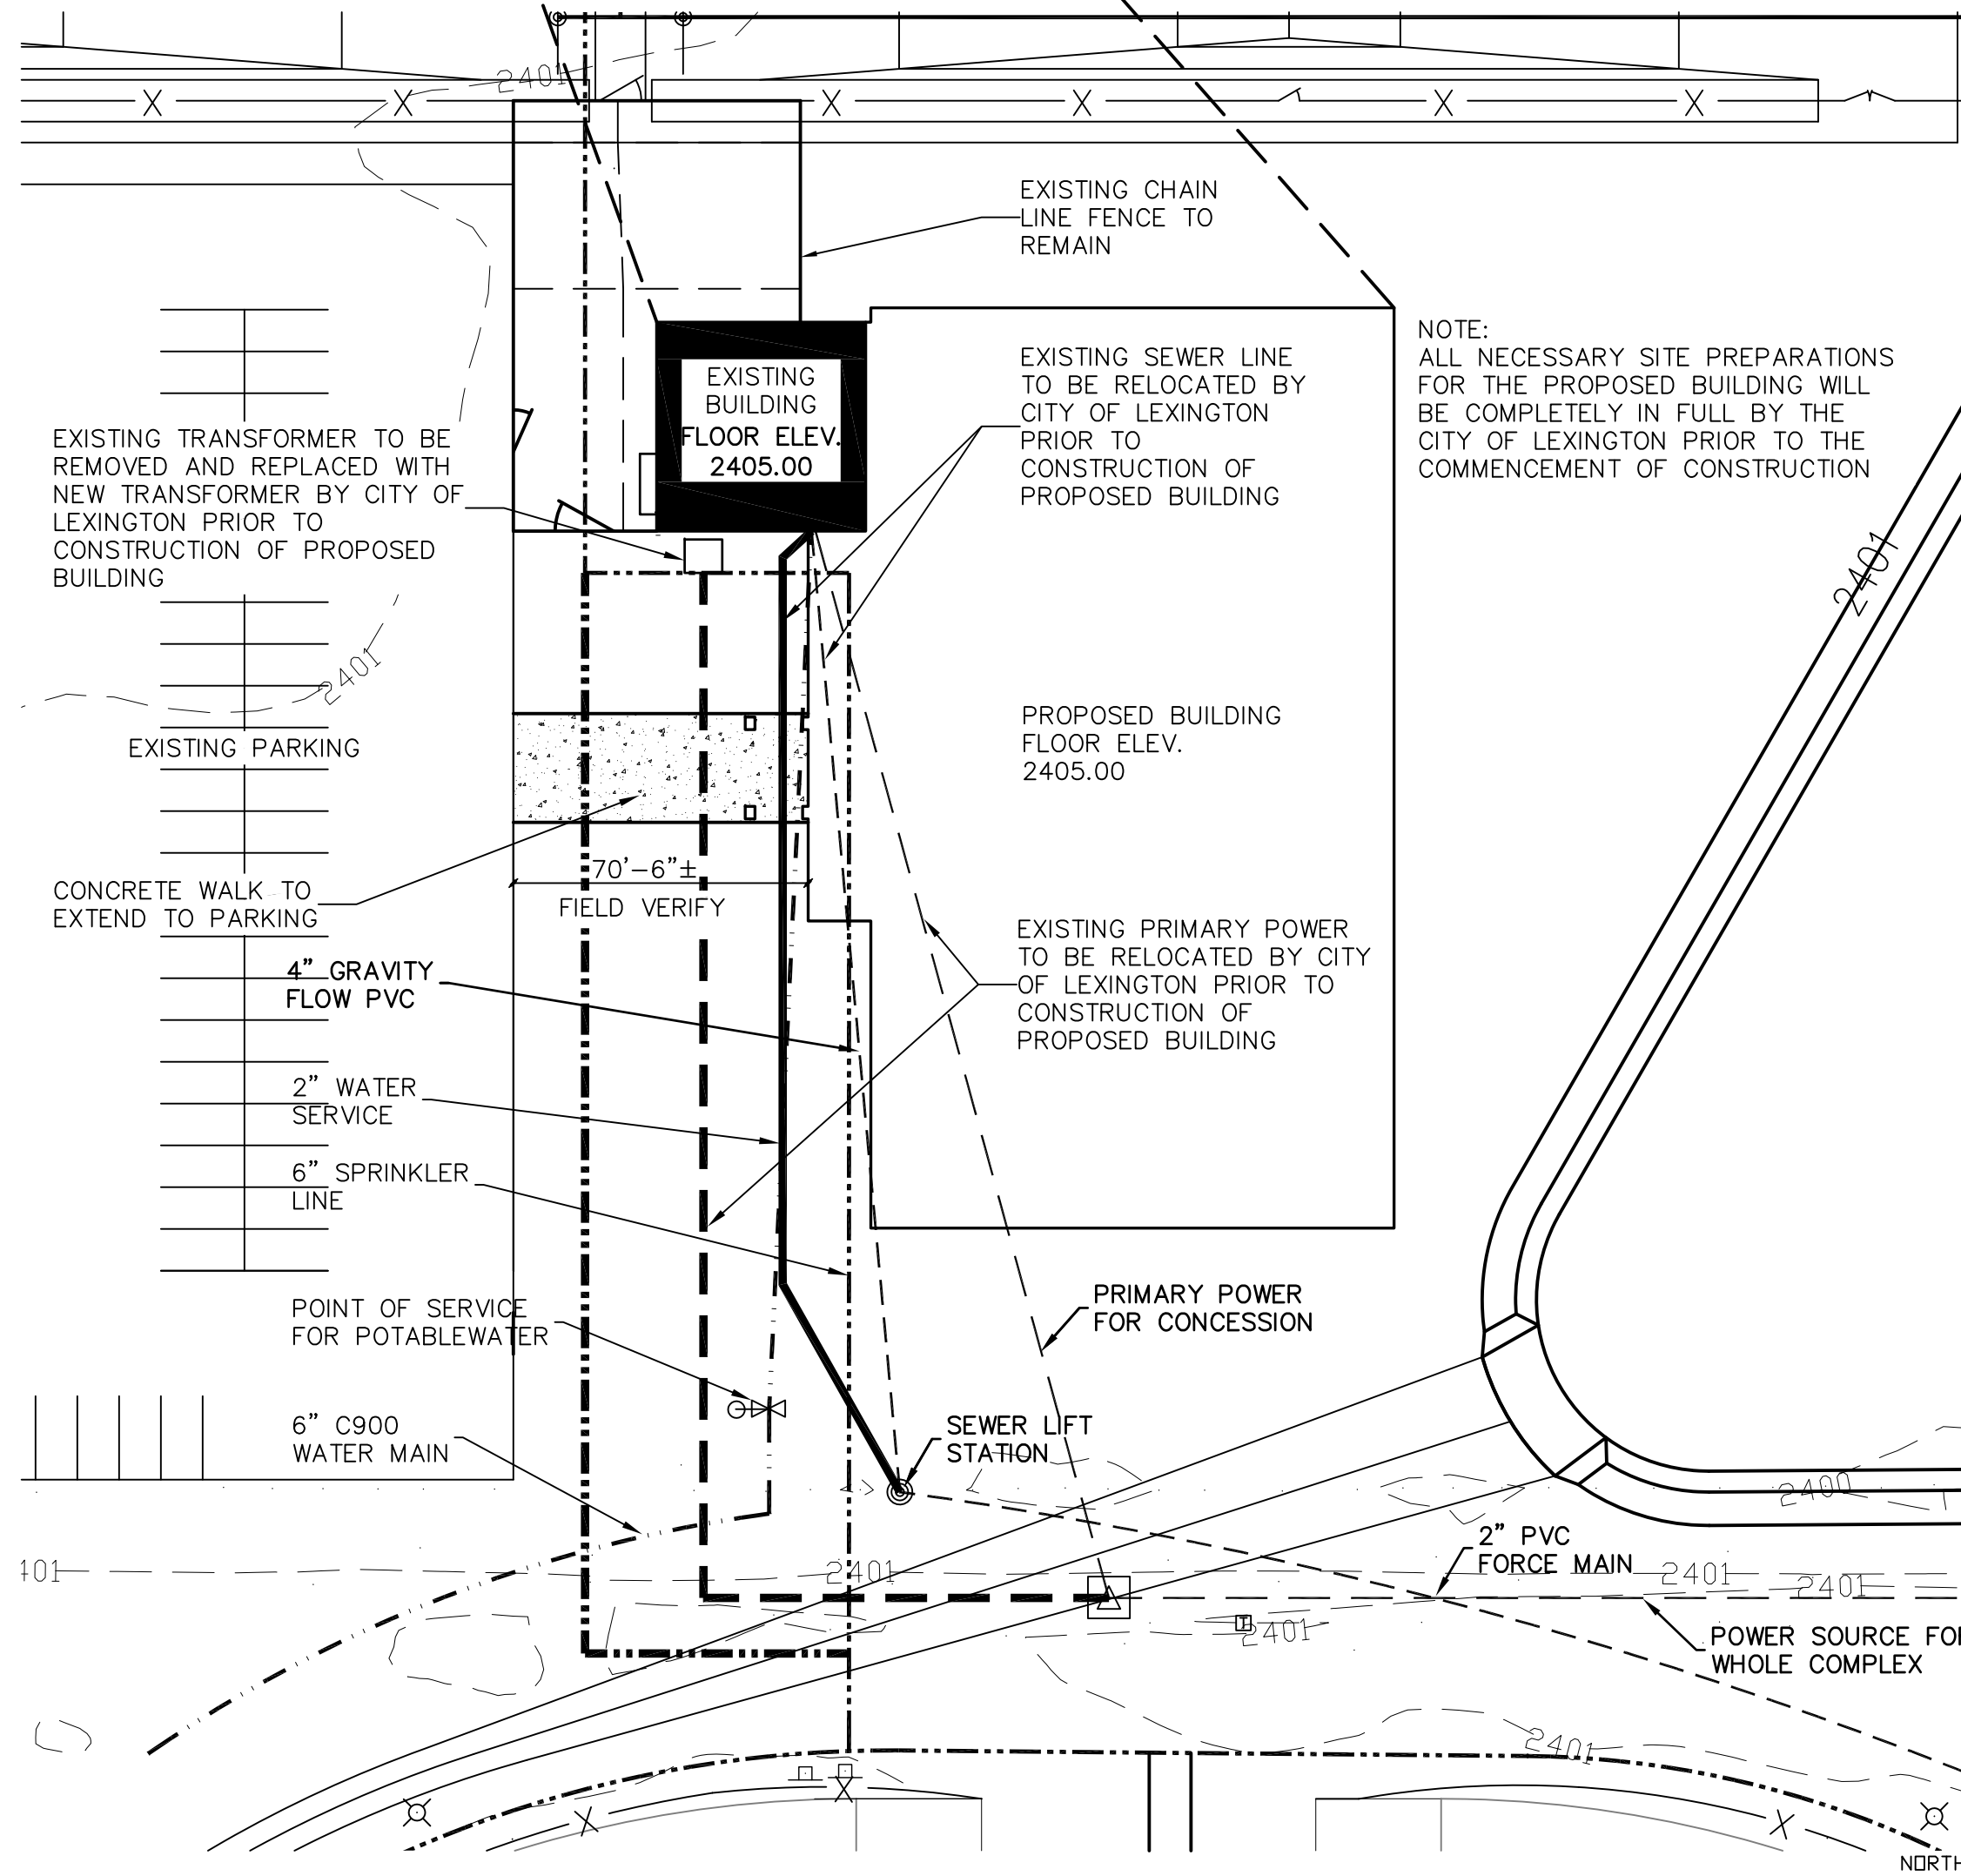 2401
X
X
X
X
X
X
EXISTING CHAIN
LINE FENCE TO
REMAIN
NOTE:
ALL NECESSARY SITE PREPARATIONS
FOR THE PROPOSED BUILDING WILL
BE COMPLETELY IN FULL BY THE
CITY OF LEXINGTON PRIOR TO THE
COMMENCEMENT OF CONSTRUCTION
EXISTING SEWER LINE
TO BE RELOCATED BY
CITY OF LEXINGTON
PRIOR TO
CONSTRUCTION OF
PROPOSED BUILDING
EXISTING
BUILDING
FLOOR ELEV.
2405.00
EXISTING TRANSFORMER TO BE
REMOVED AND REPLACED WITH
NEW TRANSFORMER BY CITY OF
LEXINGTON PRIOR TO
CONSTRUCTION OF PROPOSED
BUILDING
2401
2401
PROPOSED BUILDING
FLOOR ELEV.
2405.00
EXISTING PARKING
70'-6"±
FIELD VERIFY
CONCRETE WALK TO
EXTEND TO PARKING
EXISTING PRIMARY POWER
TO BE RELOCATED BY CITY
OF LEXINGTON PRIOR TO
CONSTRUCTION OF
PROPOSED BUILDING
4" GRAVITY
FLOW PVC
2" WATER
SERVICE
6" SPRINKLER
LINE
POINT OF SERVICE
FOR POTABLEWATER
PRIMARY POWER
FOR CONCESSION
6" C900
WATER MAIN
SEWER LIFT
STATION
2400
2" PVC
FORCE MAIN
401
2401
2401
2401
2401
T
POWER SOURCE FO
WHOLE COMPLEX
2401
X
X
X
NORTH